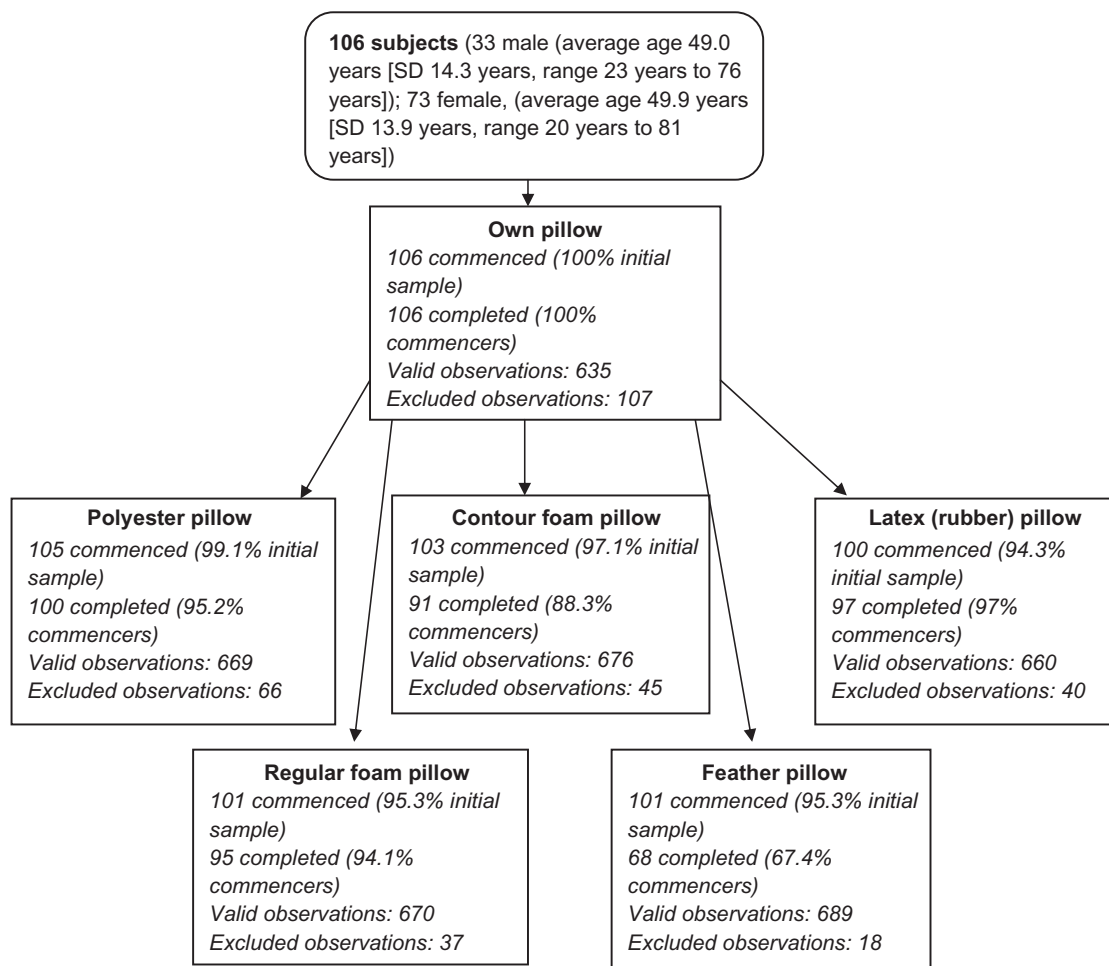 106 subjects (33 male (average age 49.0
years [SD 14.3 years, range 23 years to 76
years]); 73 female, (average age 49.9 years
[SD 13.9 years, range 20 years to 81
years])
Own pillow
106 commenced (100% initial
sample)
106 completed (100%
commencers)
Valid observations: 635
Excluded observations: 107
Polyester pillow
105 commenced (99.1% initial
sample)
100 completed (95.2%
commencers)
Valid observations: 669
Excluded observations: 66
Contour foam pillow
103 commenced (97.1% initial
sample)
91 completed (88.3%
commencers)
Valid observations: 676
Excluded observations: 45
Latex (rubber) pillow
100 commenced (94.3%
initial sample)
97 completed (97%
commencers)
Valid observations: 660
Excluded observations: 40
Regular foam pillow
101 commenced (95.3% initial
sample)
95 completed (94.1%
commencers)
Valid observations: 670
Excluded observations: 37
Feather pillow
101 commenced (95.3% initial
sample)
68 completed (67.4%
commencers)
Valid observations: 689
Excluded observations: 18